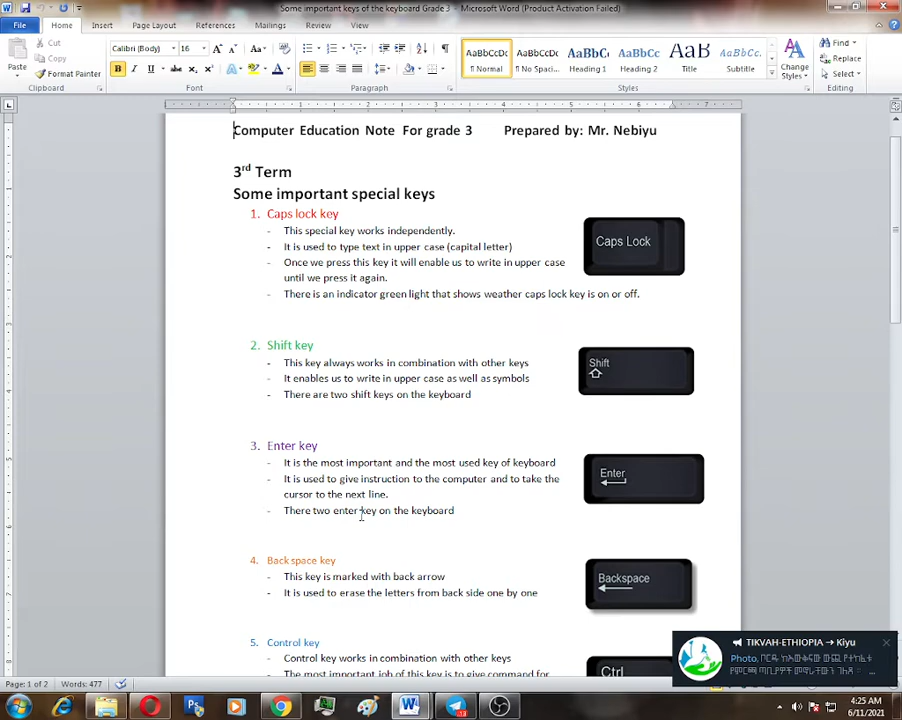 Some important keys of the keyboard Grade 3 - Microsoft Word (Product Activation Failed)
File Home Insert Page Layout References Mailings Review View
Paste
Cut
Copy
Format Painter
Clipboard
Calibri (Body) 16
Font
Paragraph
AaBbCcDc AaBbCcDc AaBbC AaBbCc AaB AaBbCc.
¶ Normal ¶ No Spaci... Heading 1 Heading 2 Title Subtitle
Change Styles
Styles
Find
Replace
Select
Editing
Computer Education Note For grade 3 Prepared by: Mr. Nebiyu
3rd Term
Some important special keys
1. Caps lock key
- This special key works independently.
- It is used to type text in upper case (capital letter)
- Once we press this key it will enable us to write in upper case
until we press it again.
- There is an indicator green light that shows weather caps lock key is on or off.
Caps Lock
2. Shift key
- This key always works in combination with other keys
- It enables us to write in upper case as well as symbols
- There are two shift keys on the keyboard
Shift
3. Enter key
- It is the most important and the most used key of keyboard
- It is used to give instruction to the computer and to take the
cursor to the next line.
- There two enter key on the keyboard
Enter
4. Back space key
- This key is marked with back arrow
- It is used to erase the letters from back side one by one
Backspace
5. Control key
- Control key works in combination with other keys
- The most important job of this key is to give command for
Ctrl
TIKVAH-ETHIOPIA → Kiyu
Photo,
Page: 1 of 2 Words: 477
4:25 AM
6/11/2021